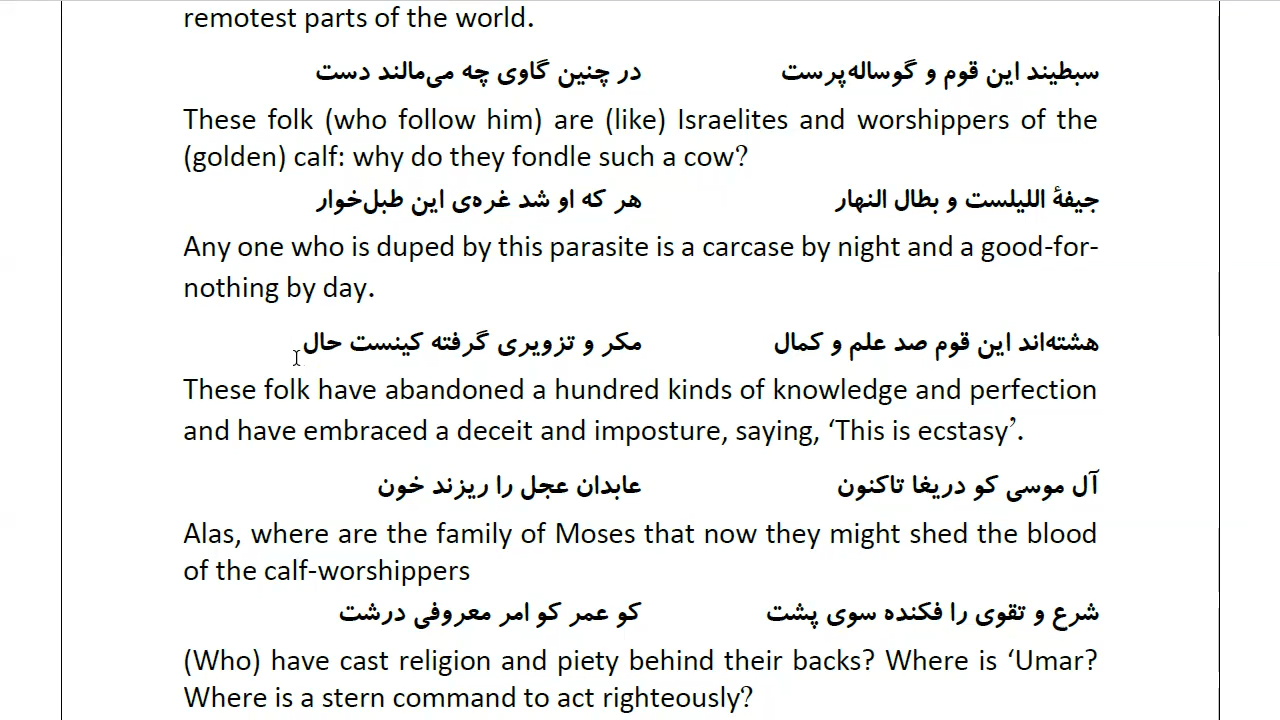 remotest parts of the world.
سبطیند این قوم و گوساله‌پرست در چنین گاوی چه می‌مالند دست
These folk (who follow him) are (like) Israelites and worshippers of the
(golden) calf: why do they fondle such a cow?
جیفهٔ اللیلست و بطال النهار هر که او شد غره‌ی این طبل‌خوار
Any one who is duped by this parasite is a carcase by night and a good-for-
nothing by day.
هشته‌اند این قوم صد علم و کمال مکر و تزویری گرفته کینست حال
These folk have abandoned a hundred kinds of knowledge and perfection
and have embraced a deceit and imposture, saying, ‘This is ecstasy’.
آل موسی کو دریغا تاکنون عابدان عجل را ریزند خون
Alas, where are the family of Moses that now they might shed the blood
of the calf-worshippers
شرع و تقوی را فکنده سوی پشت کو عمر کو امر معروفی درشت
(Who) have cast religion and piety behind their backs? Where is ‘Umar?
Where is a stern command to act righteously?